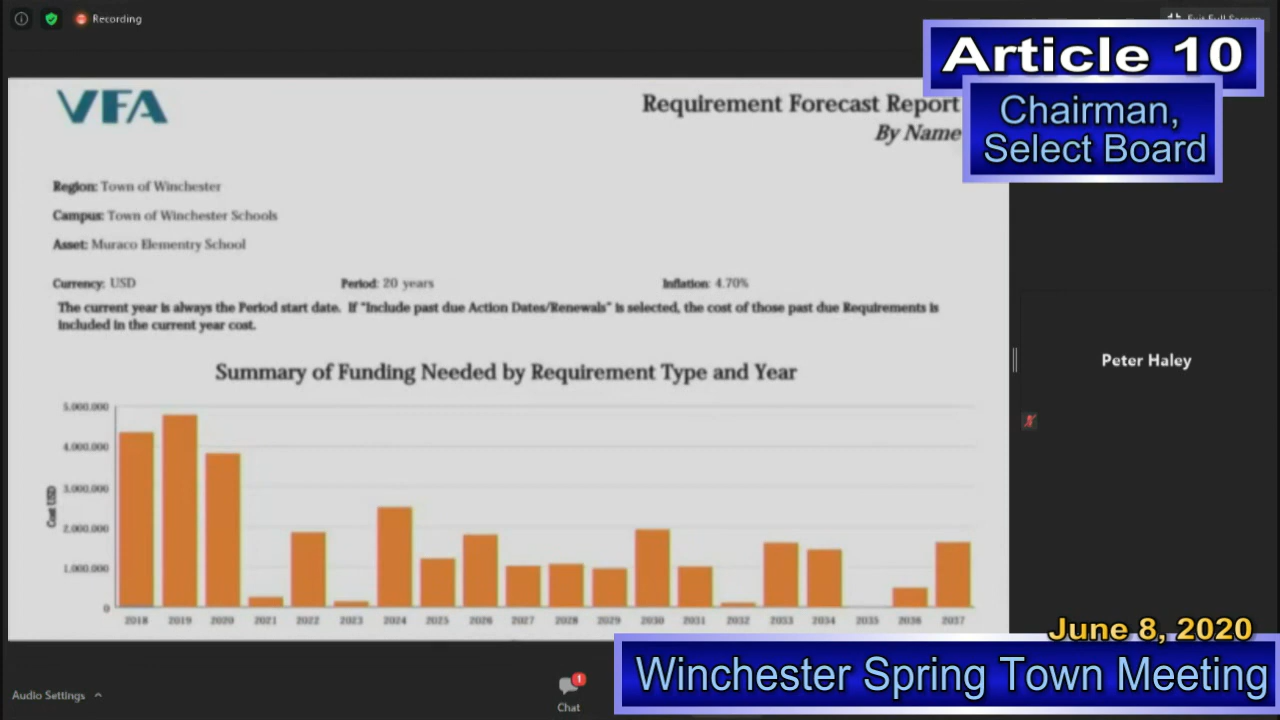 Recording
Exit Full Screen
Article 10
Chairman,
Select Board
VFA
Requirement Forecast Report
By Name
Region: Town of Winchester
Campus: Town of Winchester Schools
Asset: Muraco Elementry School
Currency: USD Period: 20 years Inflation: 4.70%
The current year is always the Period start date. If "Include past due Action Dates/Renewals" is selected, the cost of those past due Requirements is
included in the current year cost.
Summary of Funding Needed by Requirement Type and Year
5,000,000
4,000,000
3,000,000
2,000,000
1,000,000
0
Cost USD
2018 2019 2020 2021 2022 2023 2024 2025 2026 2027 2028 2029 2030 2031 2032 2033 2034 2035 2036 2037
Peter Haley
June 8, 2020
Winchester Spring Town Meeting
Audio Settings
1
Chat